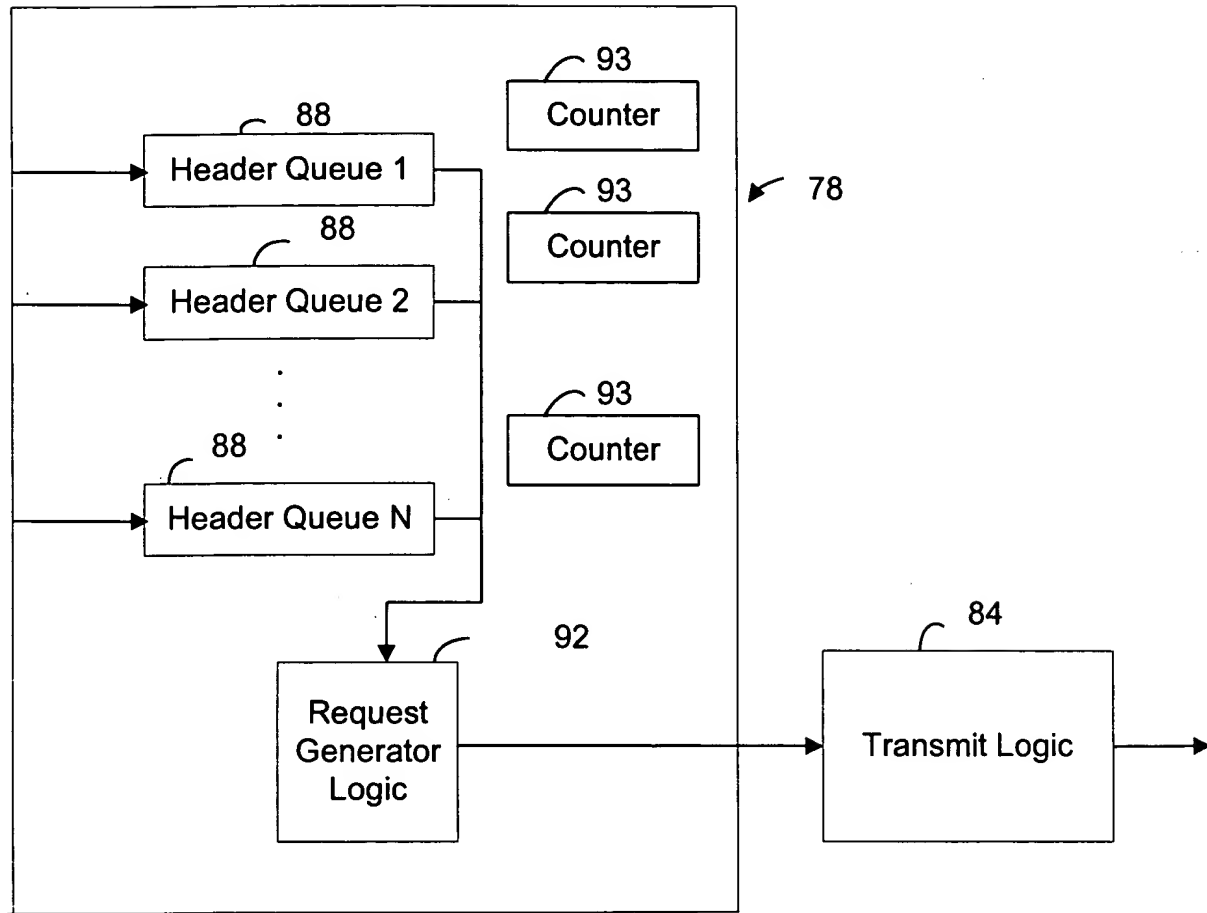 93
Counter
88
Header Queue 1
93
Counter
78
88
Header Queue 2
93
Counter
88
Header Queue N
92
Request
Generator
Logic
84
Transmit Logic